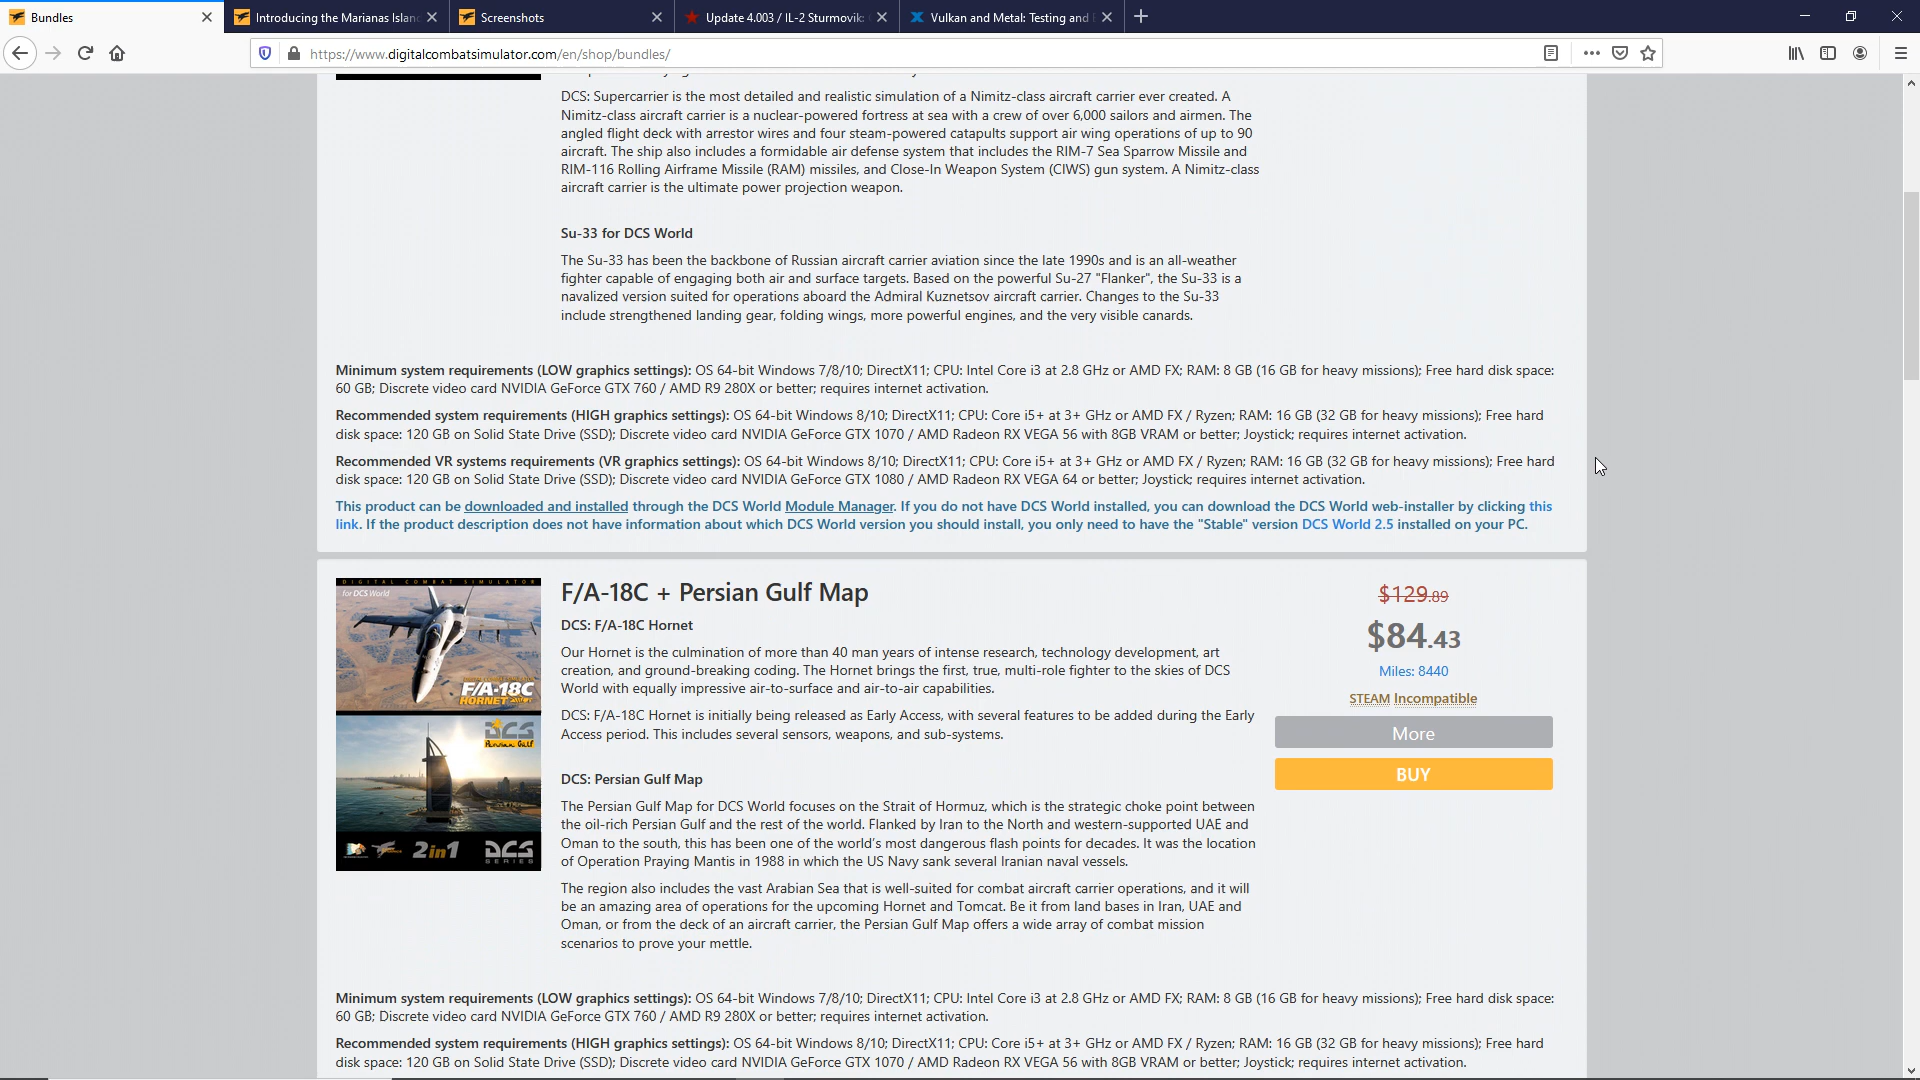 Bundles
Introducing the Marianas Islan
Screenshots
Update 4.003 / IL-2 Sturmovik:
Vulkan and Metal: Testing and
https://www.digitalcombatsimulator.com/en/shop/bundles/
DCS: Supercarrier is the most detailed and realistic simulation of a Nimitz-class aircraft carrier ever created. A
Nimitz-class aircraft carrier is a nuclear-powered fortress at sea with a crew of over 6,000 sailors and airmen. The
angled flight deck with arrestor wires and four steam-powered catapults support air wing operations of up to 90
aircraft. The ship also includes a formidable air defense system that includes the RIM-7 Sea Sparrow Missile and
RIM-116 Rolling Airframe Missile (RAM) missiles, and Close-In Weapon System (CIWS) gun system. A Nimitz-class
aircraft carrier is the ultimate power projection weapon.
Su-33 for DCS World
The Su-33 has been the backbone of Russian aircraft carrier aviation since the late 1990s and is an all-weather
fighter capable of engaging both air and surface targets. Based on the powerful Su-27 "Flanker", the Su-33 is a
navalized version suited for operations aboard the Admiral Kuznetsov aircraft carrier. Changes to the Su-33
include strengthened landing gear, folding wings, more powerful engines, and the very visible canards.
Minimum system requirements (LOW graphics settings): OS 64-bit Windows 7/8/10; DirectX11; CPU: Intel Core i3 at 2.8 GHz or AMD FX; RAM: 8 GB (16 GB for heavy missions); Free hard disk space:
60 GB; Discrete video card NVIDIA GeForce GTX 760 / AMD R9 280X or better; requires internet activation.
Recommended system requirements (HIGH graphics settings): OS 64-bit Windows 8/10; DirectX11; CPU: Core i5+ at 3+ GHz or AMD FX / Ryzen; RAM: 16 GB (32 GB for heavy missions); Free hard
disk space: 120 GB on Solid State Drive (SSD); Discrete video card NVIDIA GeForce GTX 1070 / AMD Radeon RX VEGA 56 with 8GB VRAM or better; Joystick; requires internet activation.
Recommended VR systems requirements (VR graphics settings): OS 64-bit Windows 8/10; DirectX11; CPU: Core i5+ at 3+ GHz or AMD FX / Ryzen; RAM: 16 GB (32 GB for heavy missions); Free hard
disk space: 120 GB on Solid State Drive (SSD); Discrete video card NVIDIA GeForce GTX 1080 / AMD Radeon RX VEGA 64 or better; Joystick; requires internet activation.
This product can be downloaded and installed through the DCS World Module Manager. If you do not have DCS World installed, you can download the DCS World web-installer by clicking this
link. If the product description does not have information about which DCS World version you should install, you only need to have the "Stable" version DCS World 2.5 installed on your PC.
DIGITAL COMBAT SIMULATOR
for DCS World
F/A-18C
HORNET
DCS
Persian Gulf
2in1
DCS
SERIES
F/A-18C + Persian Gulf Map
DCS: F/A-18C Hornet
Our Hornet is the culmination of more than 40 man years of intense research, technology development, art
creation, and ground-breaking coding. The Hornet brings the first, true, multi-role fighter to the skies of DCS
World with equally impressive air-to-surface and air-to-air capabilities.
DCS: F/A-18C Hornet is initially being released as Early Access, with several features to be added during the Early
Access period. This includes several sensors, weapons, and sub-systems.
DCS: Persian Gulf Map
The Persian Gulf Map for DCS World focuses on the Strait of Hormuz, which is the strategic choke point between
the oil-rich Persian Gulf and the rest of the world. Flanked by Iran to the North and western-supported UAE and
Oman to the south, this has been one of the world's most dangerous flash points for decades. It was the location
of Operation Praying Mantis in 1988 in which the US Navy sank several Iranian naval vessels.
The region also includes the vast Arabian Sea that is well-suited for combat aircraft carrier operations, and it will
be an amazing area of operations for the upcoming Hornet and Tomcat. Be it from land bases in Iran, UAE and
Oman, or from the deck of an aircraft carrier, the Persian Gulf Map offers a wide array of combat mission
scenarios to prove your mettle.
$129.89
$84.43
Miles: 8440
STEAM Incompatible
More
BUY
Minimum system requirements (LOW graphics settings): OS 64-bit Windows 7/8/10; DirectX11; CPU: Intel Core i3 at 2.8 GHz or AMD FX; RAM: 8 GB (16 GB for heavy missions); Free hard disk space:
60 GB; Discrete video card NVIDIA GeForce GTX 760 / AMD R9 280X or better; requires internet activation.
Recommended system requirements (HIGH graphics settings): OS 64-bit Windows 8/10; DirectX11; CPU: Core i5+ at 3+ GHz or AMD FX / Ryzen; RAM: 16 GB (32 GB for heavy missions); Free hard
disk space: 120 GB on Solid State Drive (SSD); Discrete video card NVIDIA GeForce GTX 1070 / AMD Radeon RX VEGA 56 with 8GB VRAM or better; Joystick; requires internet activation.